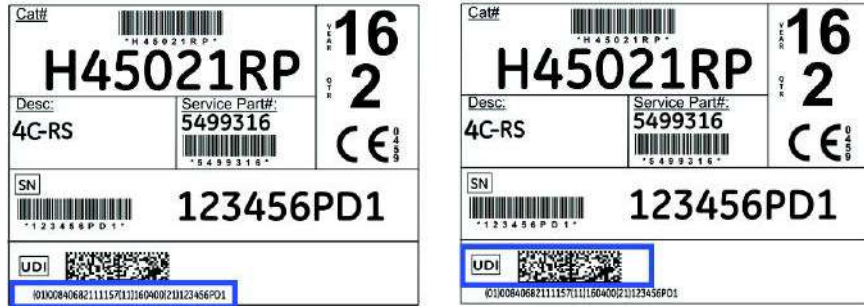 Cat#
*H45021RP*
H45021RP
YEAR
16
QTR
2
Desc:
4C-RS
Service Part#:
5499316
*5499316*
CE
0459
SN
*123456PD1*
123456PD1
UDI
(01)00840682111157(11)160400(21)123456PD1
Cat#
*H45021RP*
H45021RP
YEAR
16
QTR
2
Desc:
4C-RS
Service Part#:
5499316
*5499316*
CE
0459
SN
*123456PD1*
123456PD1
UDI
(01)00840682111157(11)160400(21)123456PD1